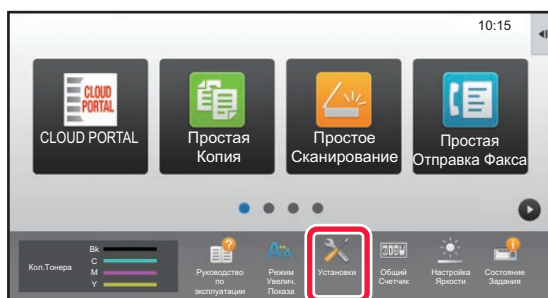 10:15
CLOUD
PORTAL
CLOUD PORTAL
Простая
Копия
Простое
Сканирование
Простая
Отправка Факса
Кол.Тонера
Bk
C
M
Y
Руководство
по
эксплуатации
Режим
Увелич.
Показа
Установки
Общий
Счетчик
Настройка
Яркости
Состояние
Задания